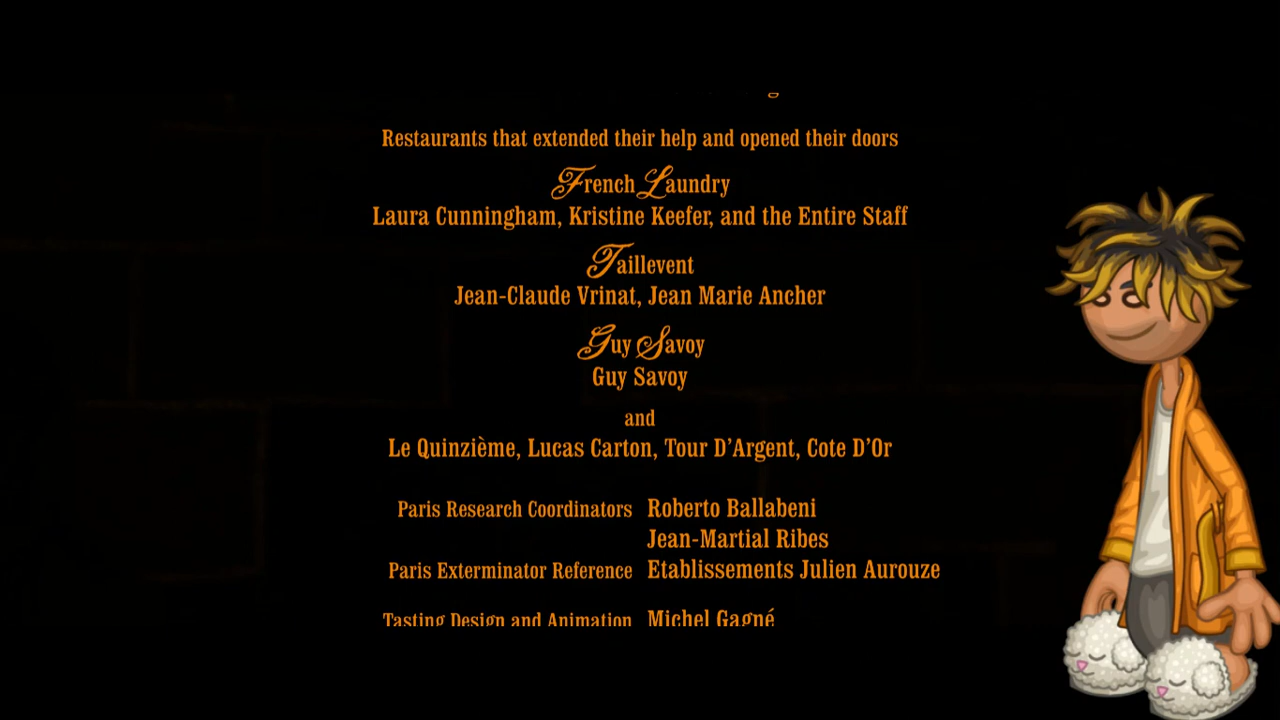 Restaurants that extended their help and opened their doors
French Laundry
Laura Cunningham, Kristine Keefer, and the Entire Staff
Taillevent
Jean-Claude Vrinat, Jean Marie Ancher
Guy Savoy
Guy Savoy
and
Le Quinzième, Lucas Carton, Tour D’Argent, Cote D’Or
Paris Research Coordinators Roberto Ballabeni
Jean-Martial Ribes
Paris Exterminator Reference Etablissements Julien Aurouze
Tasting Design and Animation Michel Gagné